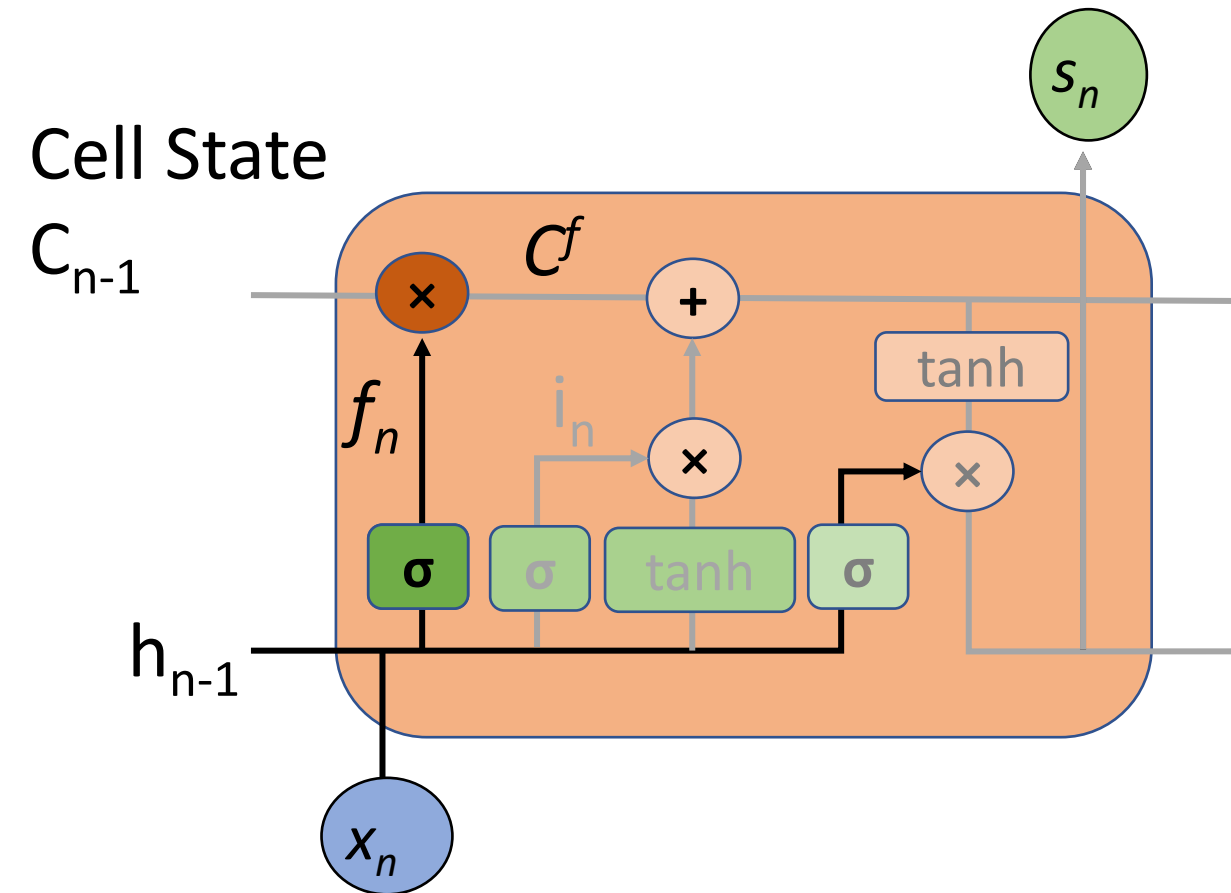 s_n
Cell State
C_{n-1}
× C^f +
tanh
f_n i_n × ×
σ σ tanh σ
h_{n-1}
x_n